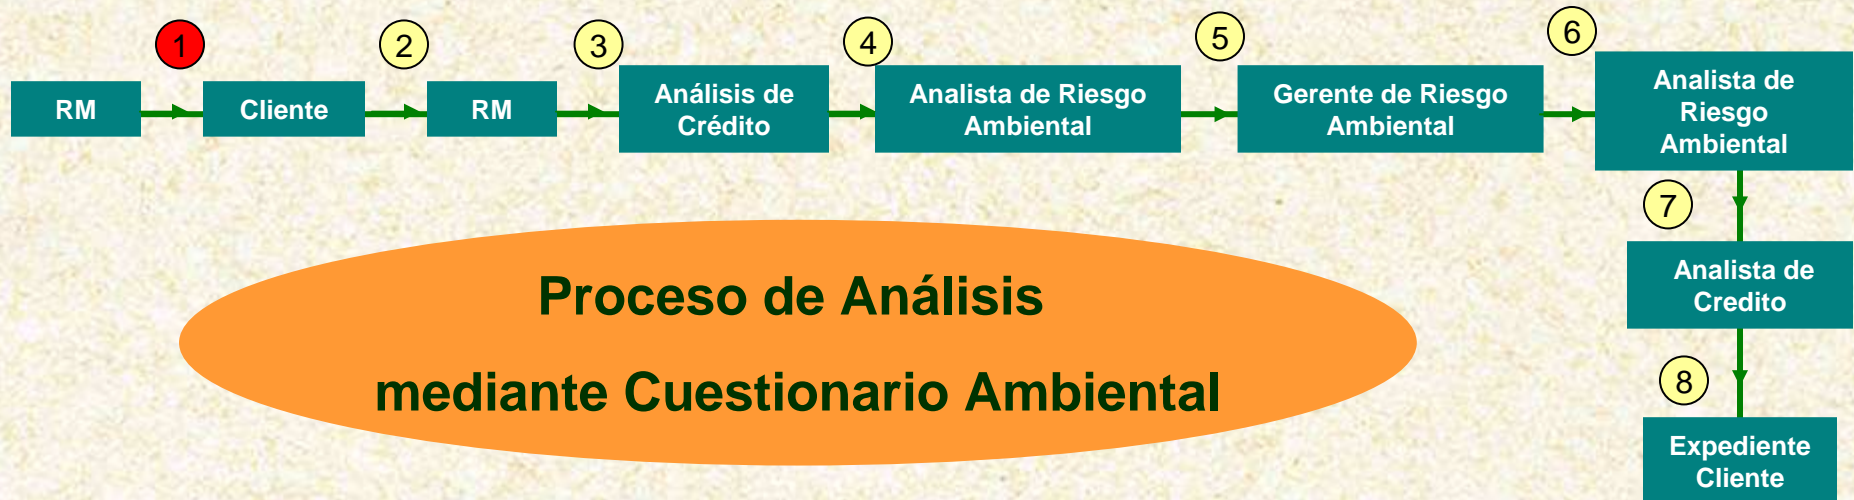 1
2
3
4
5
6
RM
Cliente
RM
Análisis de
Crédito
Analista de Riesgo
Ambiental
Gerente de Riesgo
Ambiental
Analista de
Riesgo
Ambiental
7
Analista de
Credito
8
Expediente
Cliente
Proceso de Análisis
mediante Cuestionario Ambiental